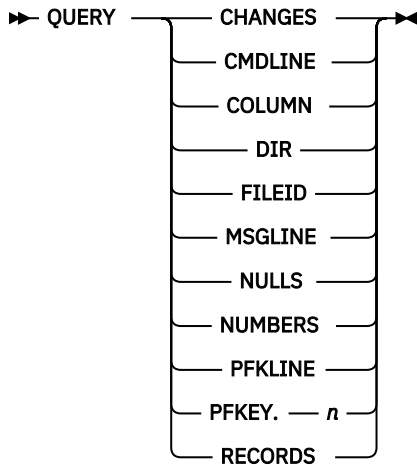 QUERY CHANGES
CMDLINE
COLUMN
DIR
FILEID
MSGLINE
NULLS
NUMBERS
PFKLINE
PFKEY. n
RECORDS